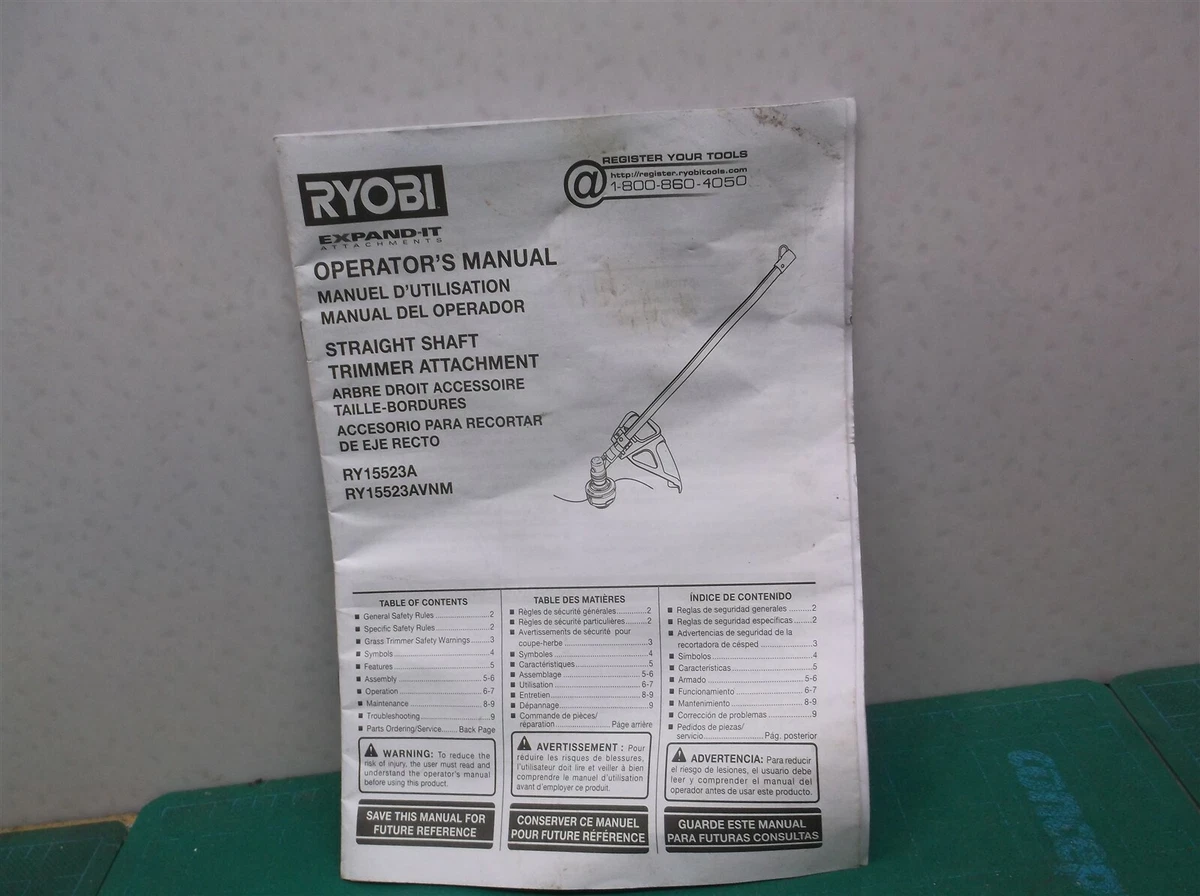 RYOBI
EXPAND-IT
ATTACHMENTS
REGISTER YOUR TOOLS
@ http://register.ryobitools.com
1-800-860-4050
OPERATOR'S MANUAL
MANUEL D'UTILISATION
MANUAL DEL OPERADOR
STRAIGHT SHAFT
TRIMMER ATTACHMENT
ARBRE DROIT ACCESSOIRE
TAILLE-BORDURES
ACCESORIO PARA RECORTAR
DE EJE RECTO
RY15523A
RY15523AVNM
TABLE OF CONTENTS
■ General Safety Rules ..................2
■ Specific Safety Rules ..................2
■ Grass Trimmer Safety Warnings ........3
■ Symbols ..................4
■ Features ..................5
■ Assembly ..................5-6
■ Operation ..................6-7
■ Maintenance ..................8-9
■ Troubleshooting ..................9
■ Parts Ordering/Service ....... Back Page
WARNING: To reduce the
risk of injury, the user must read and
understand the operator's manual
before using this product.
SAVE THIS MANUAL FOR
FUTURE REFERENCE
TABLE DES MATIÈRES
■ Règles de sécurité générales ............2
■ Règles de sécurité particulières ..........2
■ Avertissements de sécurité pour
coupe-herbe ..................3
■ Symboles ..................4
■ Caractéristiques ..................5
■ Assemblage ..................5-6
■ Utilisation ..................6-7
■ Entretien ..................8-9
■ Dépannage ..................9
■ Commande de pièces/
réparation .................. Páge arrière
AVERTISSEMENT : Pour
reduire les risques de blessures,
l'utilisateur doit lire et veiller à bien
comprendre le manuel d'utilisation
avant d'employer ce produit.
CONSERVER CE MANUEL
POUR FUTURE RÉFÉRENCE
ÍNDICE DE CONTENIDO
■ Reglas de seguridad generales .........2
■ Reglas de seguridad específicas .......2
■ Advertencias de seguridad de la
recortadora de césped ..................3
■ Símbolos ..................4
■ Características ..................5
■ Armado ..................5-6
■ Funcionamiento ..................6-7
■ Mantenimiento ..................8-9
■ Corrección de problemas ..............9
■ Pedidos de piezas/
servicio .................. Pág. posterior
ADVERTENCIA: Para reducir
el riesgo de lesiones, el usuario debe
leer y comprender el manual del
operador antes de usar este producto.
GUARDE ESTE MANUAL
PARA FUTURAS CONSULTAS